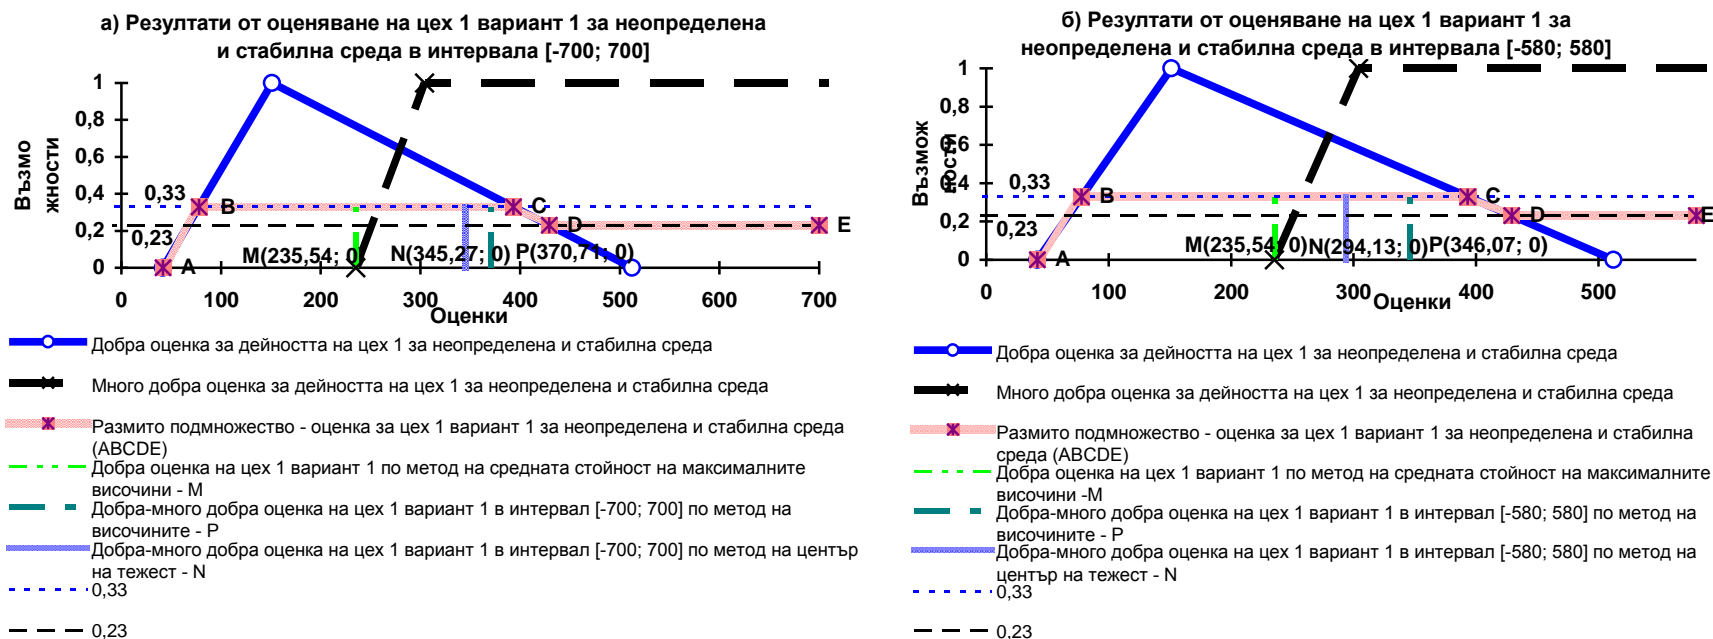 а) Резултати от оценяване на цех 1 вариант 1 за неопределена
и стабилна среда в интервала [-700; 700]
Възмо
жности
1
0,8
0,6
0,4
0,2
0
0,33
0,23
A
B
C
D
E
M(235,54; 0)
N(345,27; 0)
P(370,71; 0)
0 100 200 300 400 500 600 700
Оценки
Добра оценка за дейността на цех 1 за неопределена и стабилна среда
Много добра оценка за дейността на цех 1 за неопределена и стабилна среда
Размито подмножество - оценка за цех 1 вариант 1 за неопределена и стабилна среда
(ABCDE)
Добра оценка на цех 1 вариант 1 по метод на средната стойност на максималните
височини - M
Добра-много добра оценка на цех 1 вариант 1 в интервал [-700; 700] по метод на
височините - P
Добра-много добра оценка на цех 1 вариант 1 в интервал [-700; 700] по метод на център
на тежест - N
0,33
0,23
б) Резултати от оценяване на цех 1 вариант 1 за
неопределена и стабилна среда в интервала [-580; 580]
Възмож
ности
1
0,8
0,6
0,4
0,2
0
0,33
0,23
A
B
C
D
E
M(235,54; 0)
N(294,13; 0)
P(346,07; 0)
0 100 200 300 400 500
Оценки
Добра оценка за дейността на цех 1 за неопределена и стабилна среда
Много добра оценка за дейността на цех 1 за неопределена и стабилна среда
Размито подмножество - оценка за цех 1 вариант 1 за неопределена и стабилна
среда (ABCDE)
Добра оценка на цех 1 вариант 1 по метод на средната стойност на максималните
височини -M
Добра-много добра оценка на цех 1 вариант 1 в интервал [-580; 580] по метод на
височините - P
Добра-много добра оценка на цех 1 вариант 1 в интервал [-580; 580] по метод на
център на тежест - N
0,33
0,23